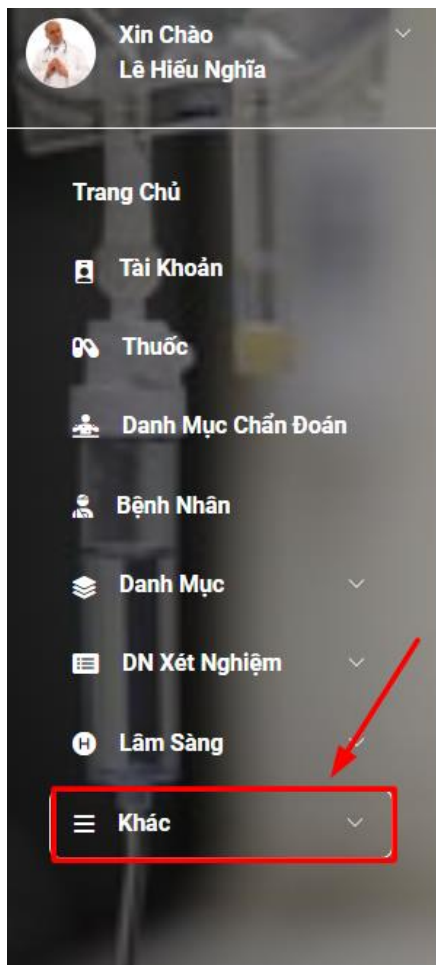 Xin Chào
Lê Hiếu Nghĩa
Trang Chủ
Tài Khoản
Thuốc
Danh Mục Chẩn Đoán
Bệnh Nhân
Danh Mục
DN Xét Nghiệm
Lâm Sàng
Khác